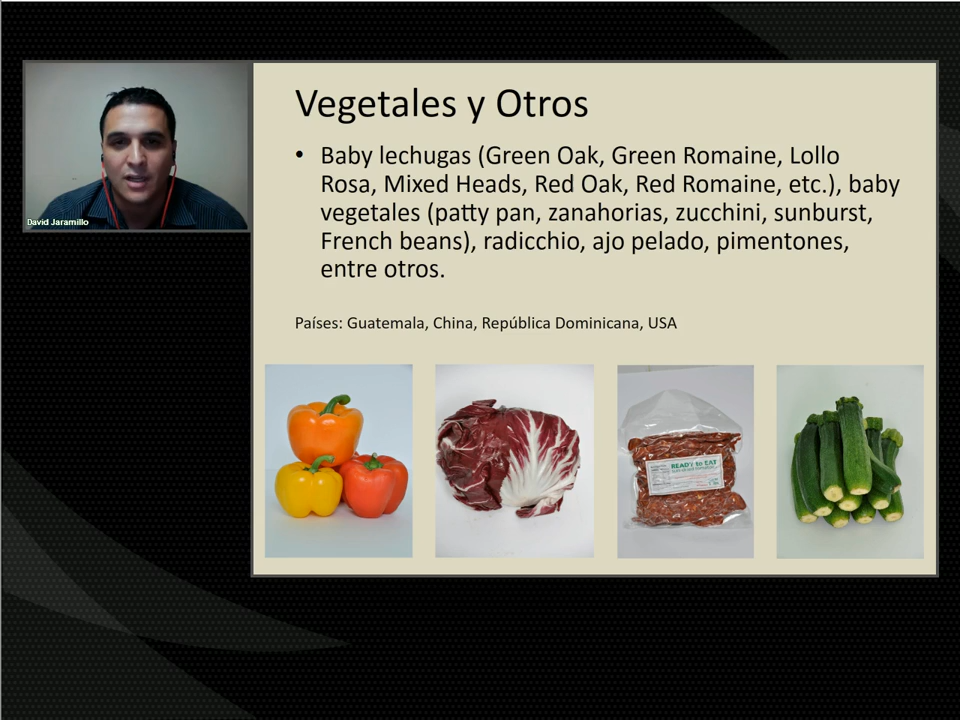 Vegetales y Otros
• Baby lechugas (Green Oak, Green Romaine, Lollo
Rosa, Mixed Heads, Red Oak, Red Romaine, etc.), baby
vegetales (patty pan, zanahorias, zucchini, sunburst,
French beans), radicchio, ajo pelado, pimentones,
entre otros.
David Jaramillo
Países: Guatemala, China, República Dominicana, USA
READY to EAT